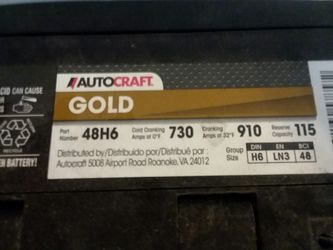 ACID CAN
CAUSE
AUTOCRAFT.
GOLD
Part Number 48H6 Cold Cranking Amps at 0°F 730 Cranking Amps at 32°F 910 Reserve Capacity 115
Distributed by/Distribuido por/Distribué par :
Autocraft 5008 Airport Road Roanoke, VA 24012
Group Size DIN H6 EN LN3 BCI 48
RECYCLE
BATTERY!